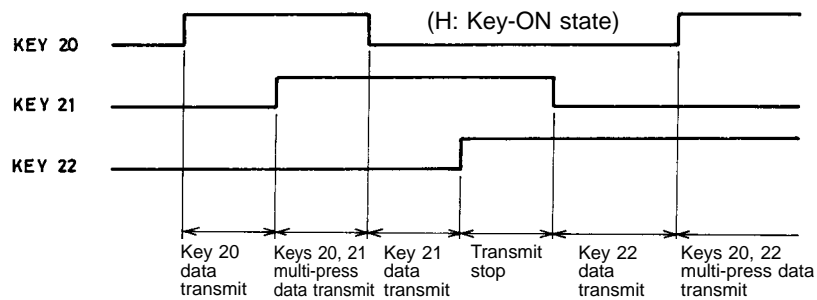 (H: Key-ON state)
KEY 20
KEY 21
KEY 22
Key 20
data
transmit
Keys 20, 21
multi-press
data transmit
Key 21
data
transmit
Transmit
stop
Key 22
data
transmit
Keys 20, 22
multi-press data
transmit